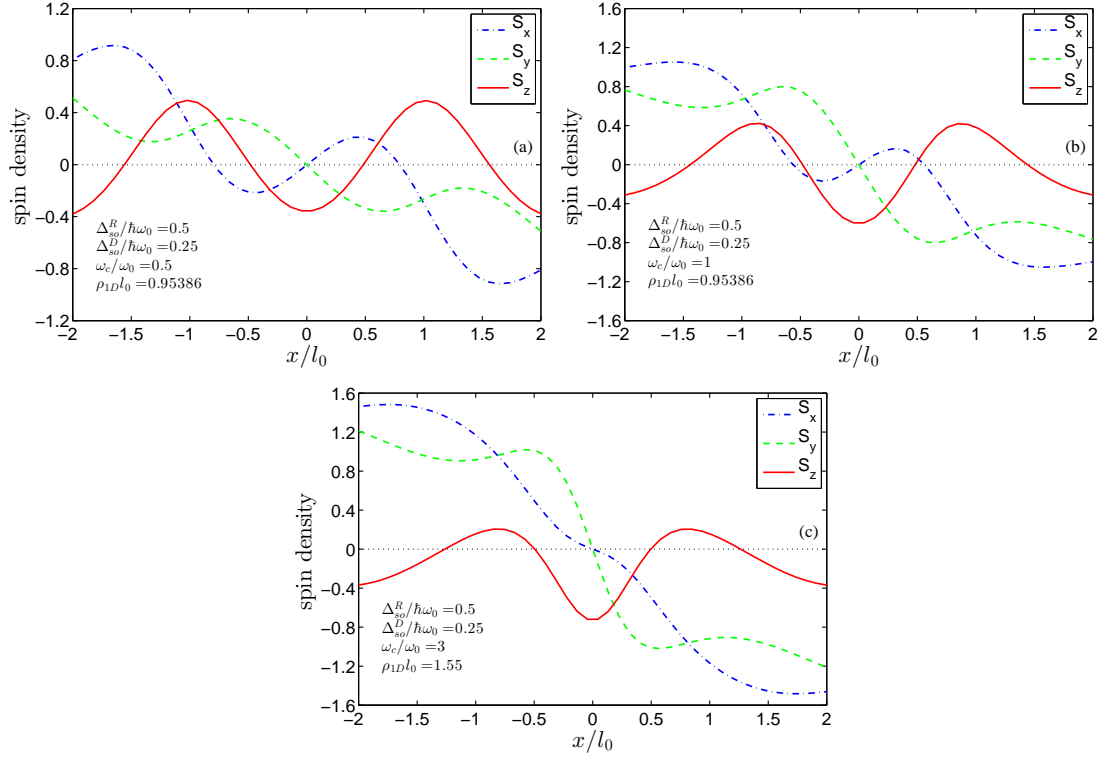 spin density
1.2
0.8
0.4
0
−0.4
−0.8
−1.2
S_x
S_y
S_z
(a)
Δ_so^R/ħω_0=0.5
Δ_so^D/ħω_0=0.25
ω_c/ω_0=0.5
ρ_1D l_0=0.95386
−2 −1.5 −1 −0.5 0 0.5 1 1.5 2
x/l_0
spin density
1.6
1.2
0.8
0.4
0
−0.4
−0.8
−1.2
−1.6
S_x
S_y
S_z
(b)
Δ_so^R/ħω_0=0.5
Δ_so^D/ħω_0=0.25
ω_c/ω_0=1
ρ_1D l_0=0.95386
−2 −1.5 −1 −0.5 0 0.5 1 1.5 2
x/l_0
spin density
1.6
1.2
0.8
0.4
0
−0.4
−0.8
−1.2
−1.6
S_x
S_y
S_z
(c)
Δ_so^R/ħω_0=0.5
Δ_so^D/ħω_0=0.25
ω_c/ω_0=3
ρ_1D l_0=1.55
−2 −1.5 −1 −0.5 0 0.5 1 1.5 2
x/l_0